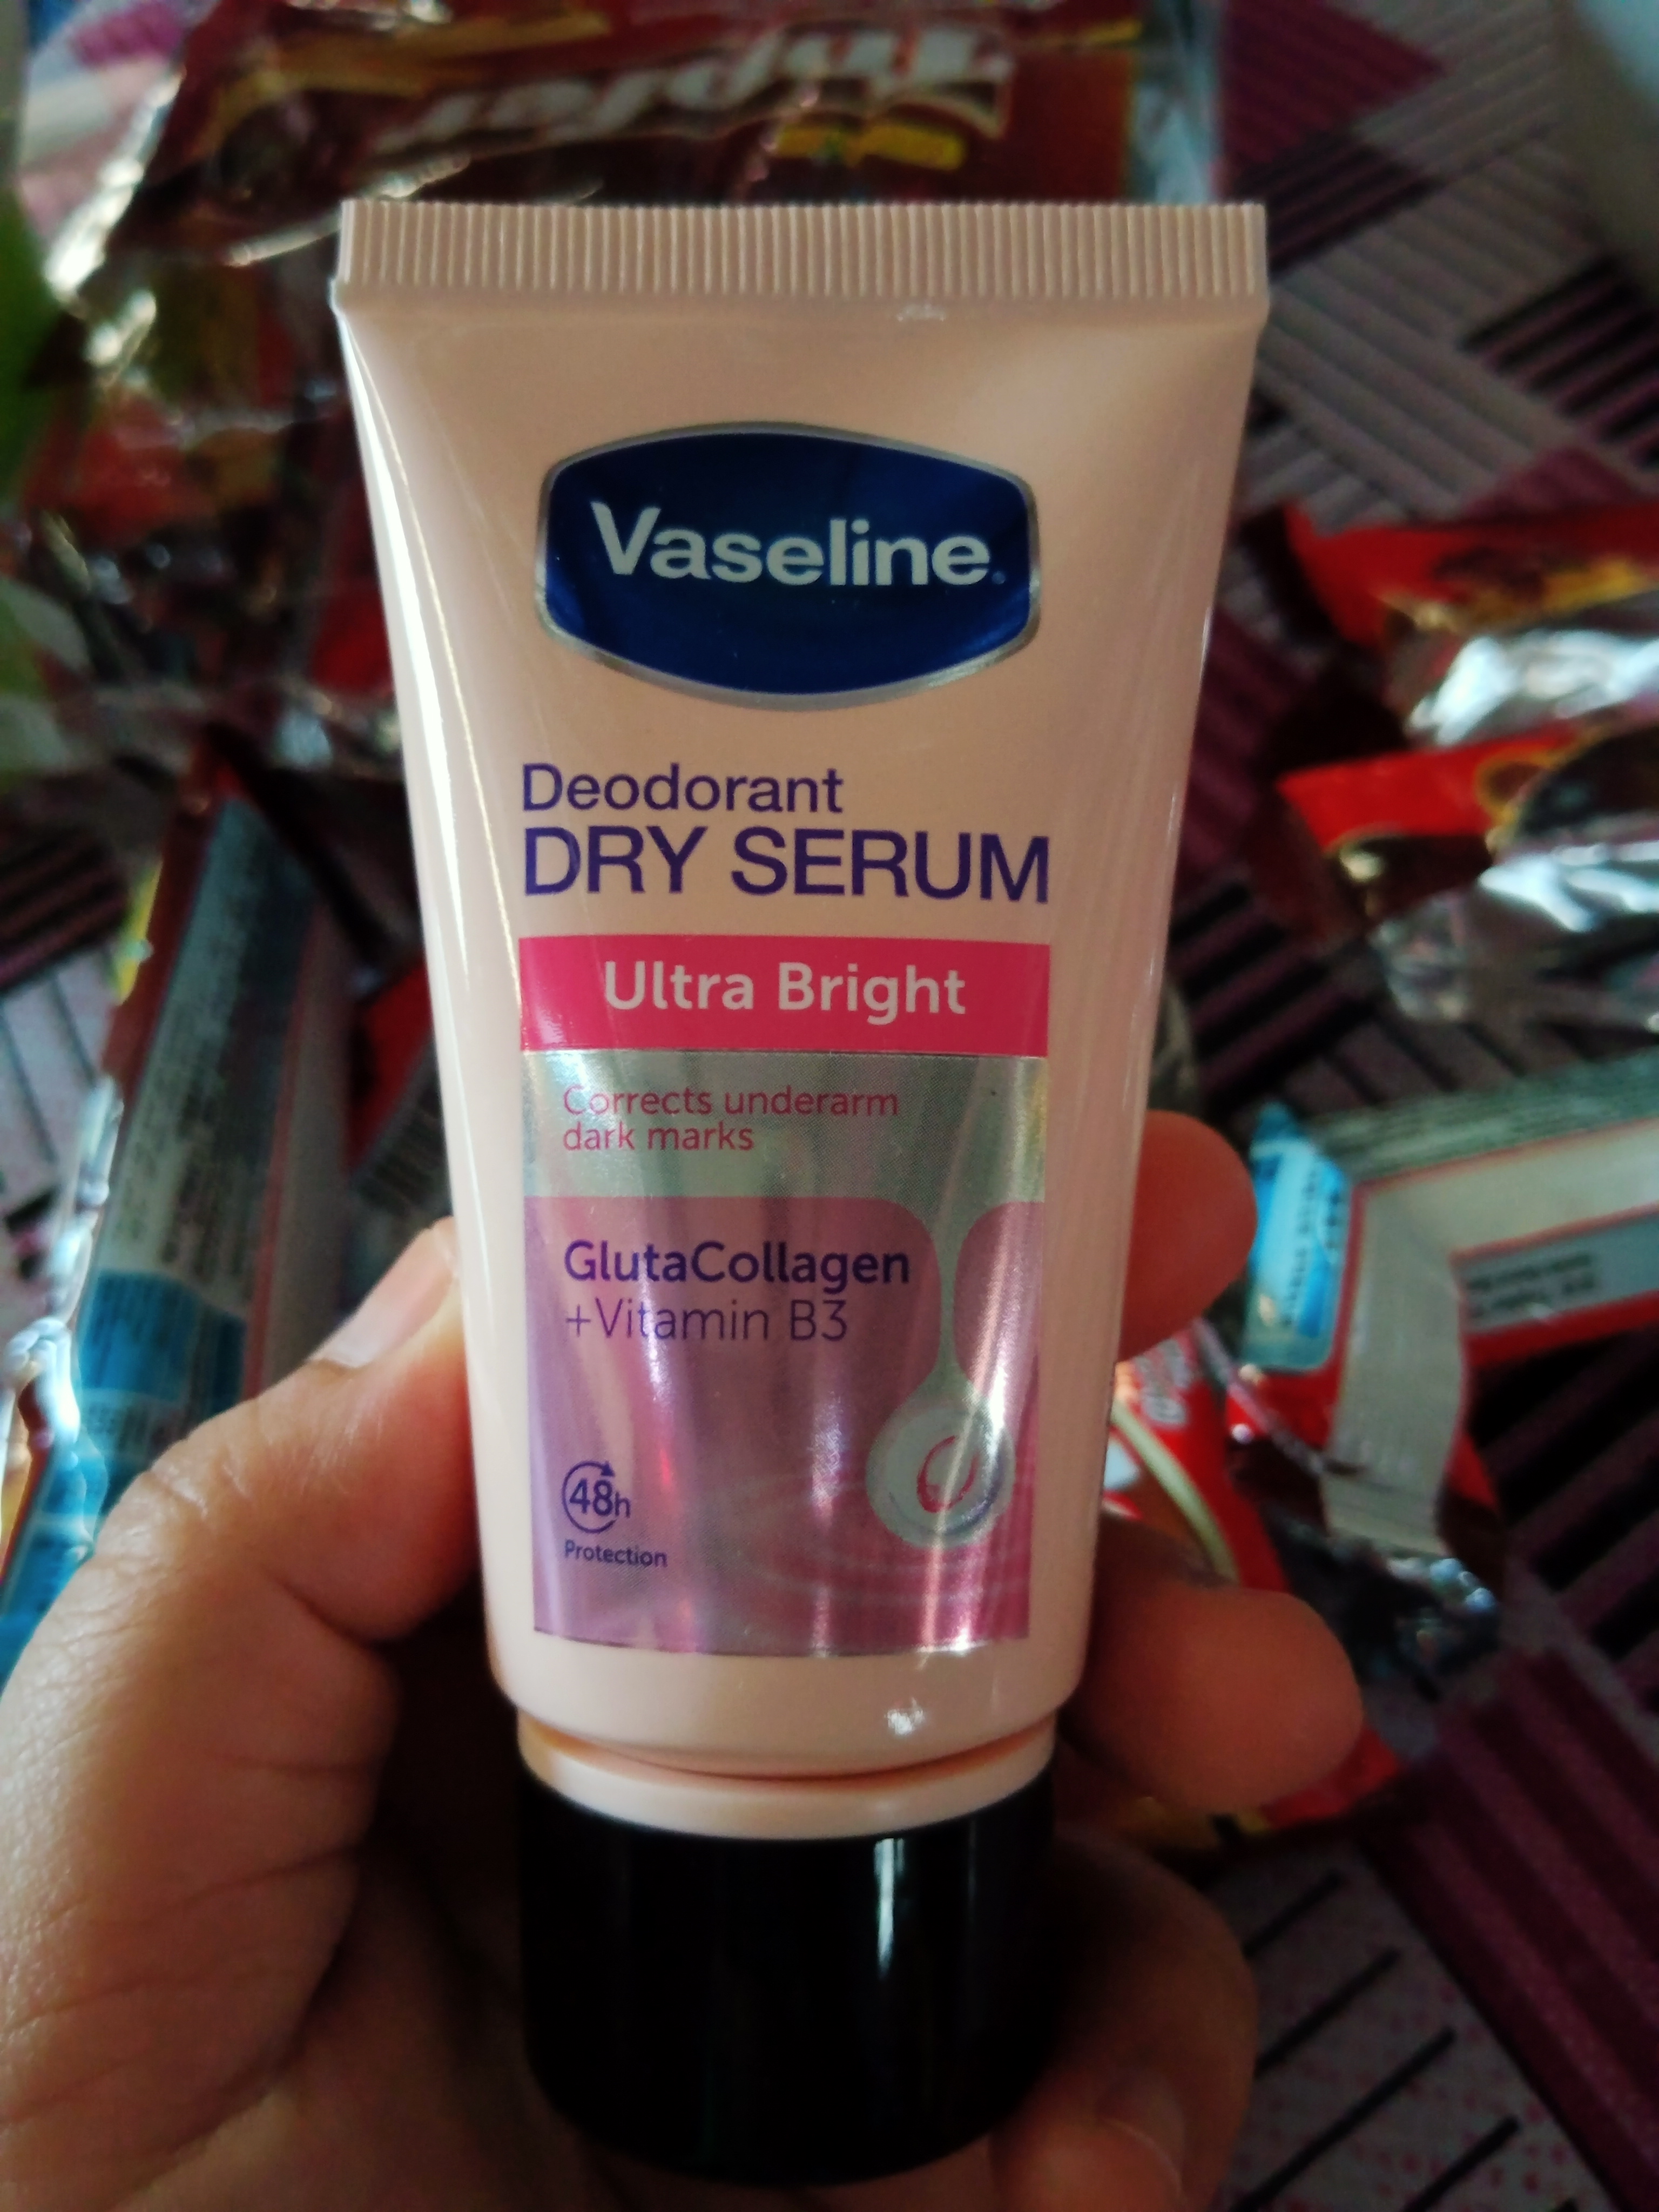 Vaseline
Deodorant
DRY SERUM
Ultra Bright
Corrects underarm
dark marks
GlutaCollagen
+Vitamin B3
48h
Protection